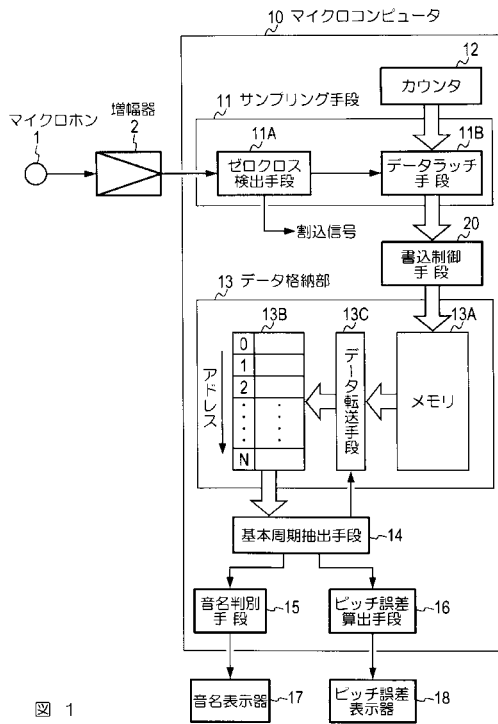 10 マイクロコンピュータ
12
カウンタ
11 サンプリング手段
マイクロホン
1
増幅器
2
11A
ゼロクロス
検出手段
11B
データラッチ
手段
割込信号
20
書込制御
手段
13 データ格納部
13B
13C
13A
アドレス
0
1
2
N
データ転送手段
メモリ
基本周期抽出手段
14
音名判別
手段
15
ピッチ誤差
算出手段
16
音名表示器
17
ピッチ誤差
表示器
18
図 1